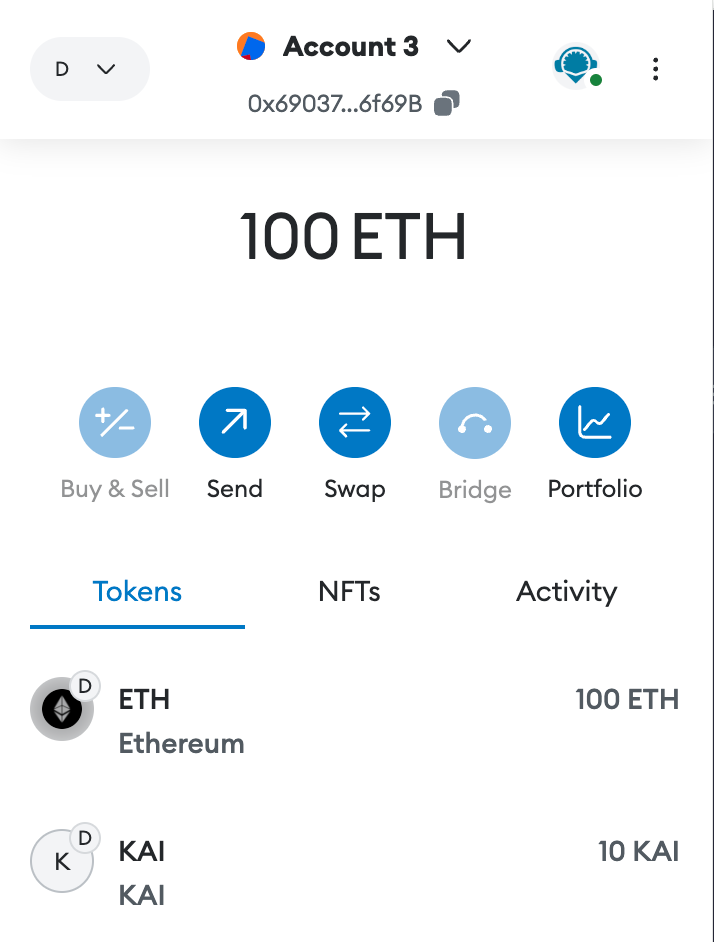 D
Account 3
0x69037...6f69B
100 ETH
Buy & Sell
Send
Swap
Bridge
Portfolio
Tokens
NFTs
Activity
D
ETH
100 ETH
Ethereum
D
K
KAI
10 KAI
KAI